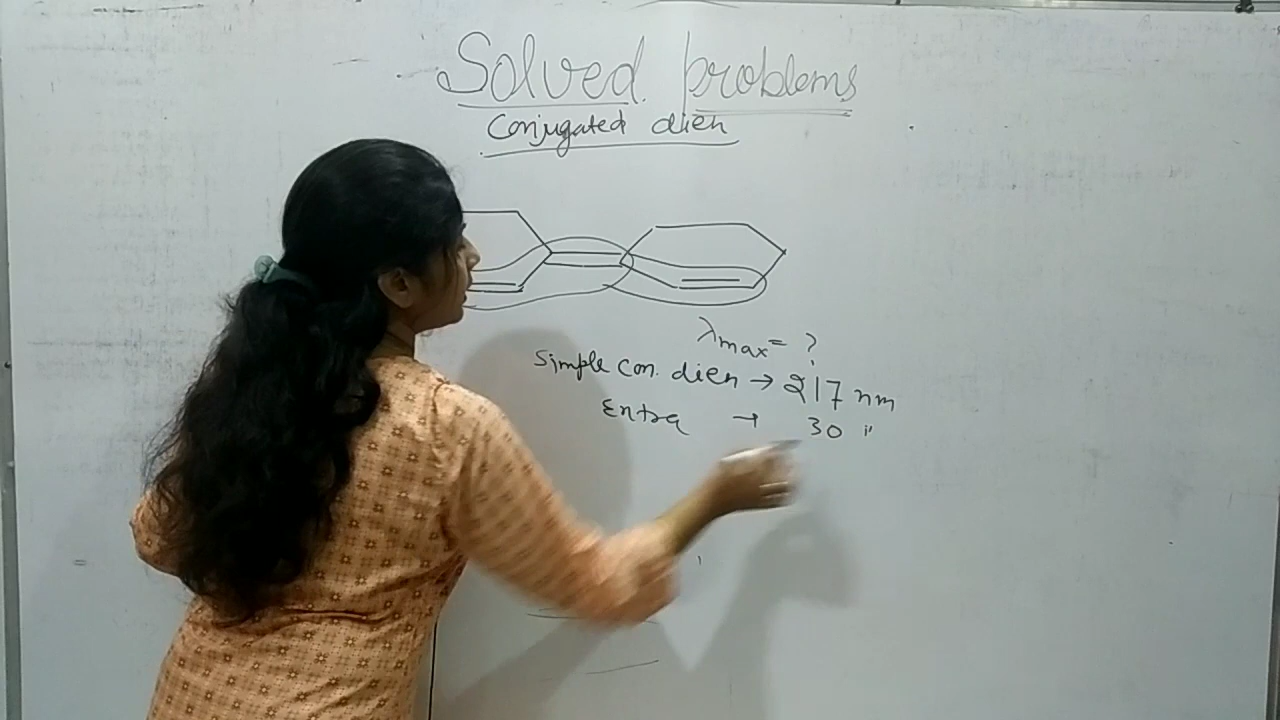 Solved problems
Conjugated dien
λmax = ?
Simple con. dien → 217 nm
Extra → 30 "